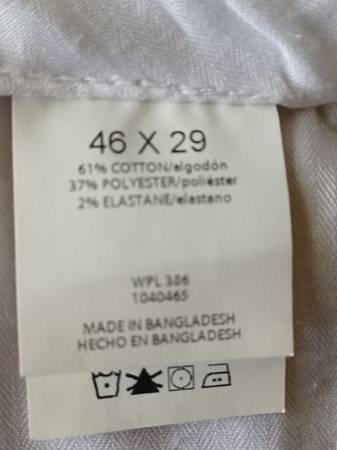 46 X 29
61% COTTON/algodón
37% POLYESTER/poliéster
2% ELASTANE/elastano
WPL 386
1040465
MADE IN BANGLADESH
HECHO EN BANGLADESH